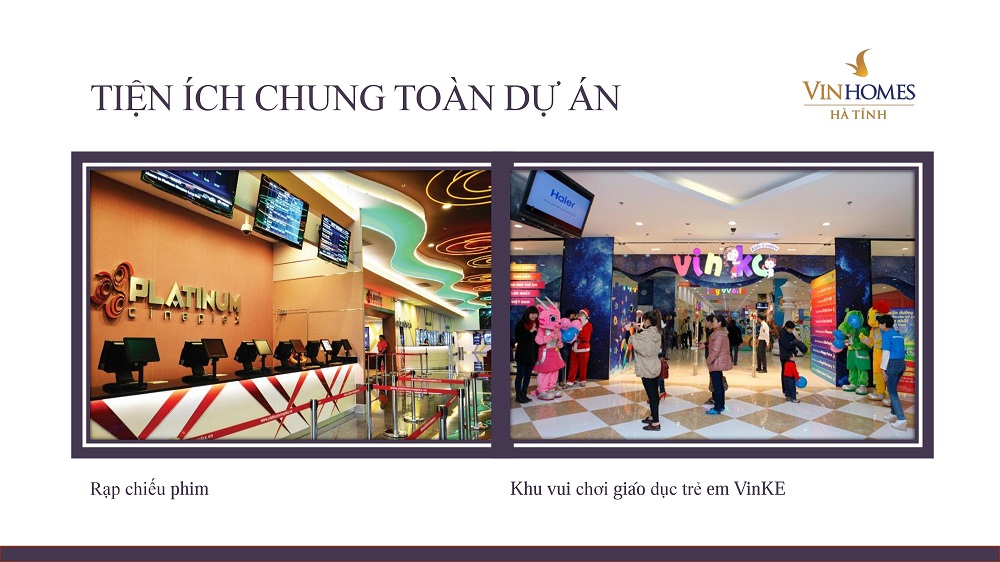 TIỆN ÍCH CHUNG TOÀN DỰ ÁN
VINHOMES
HÀ TĨNH
PLATINUM
cineplex
Haier
vinke
Rạp chiếu phim
Khu vui chơi giáo dục trẻ em VinKE